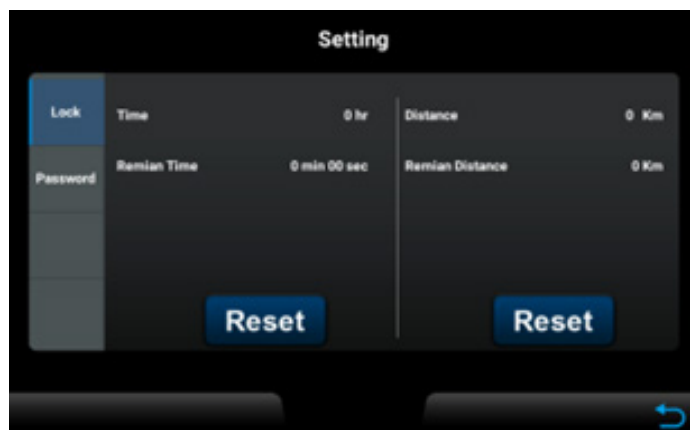 Setting
Lock
Time 0 hr Distance 0 Km
Password
Remian Time 0 min 00 sec Remian Distance 0 Km
Reset Reset